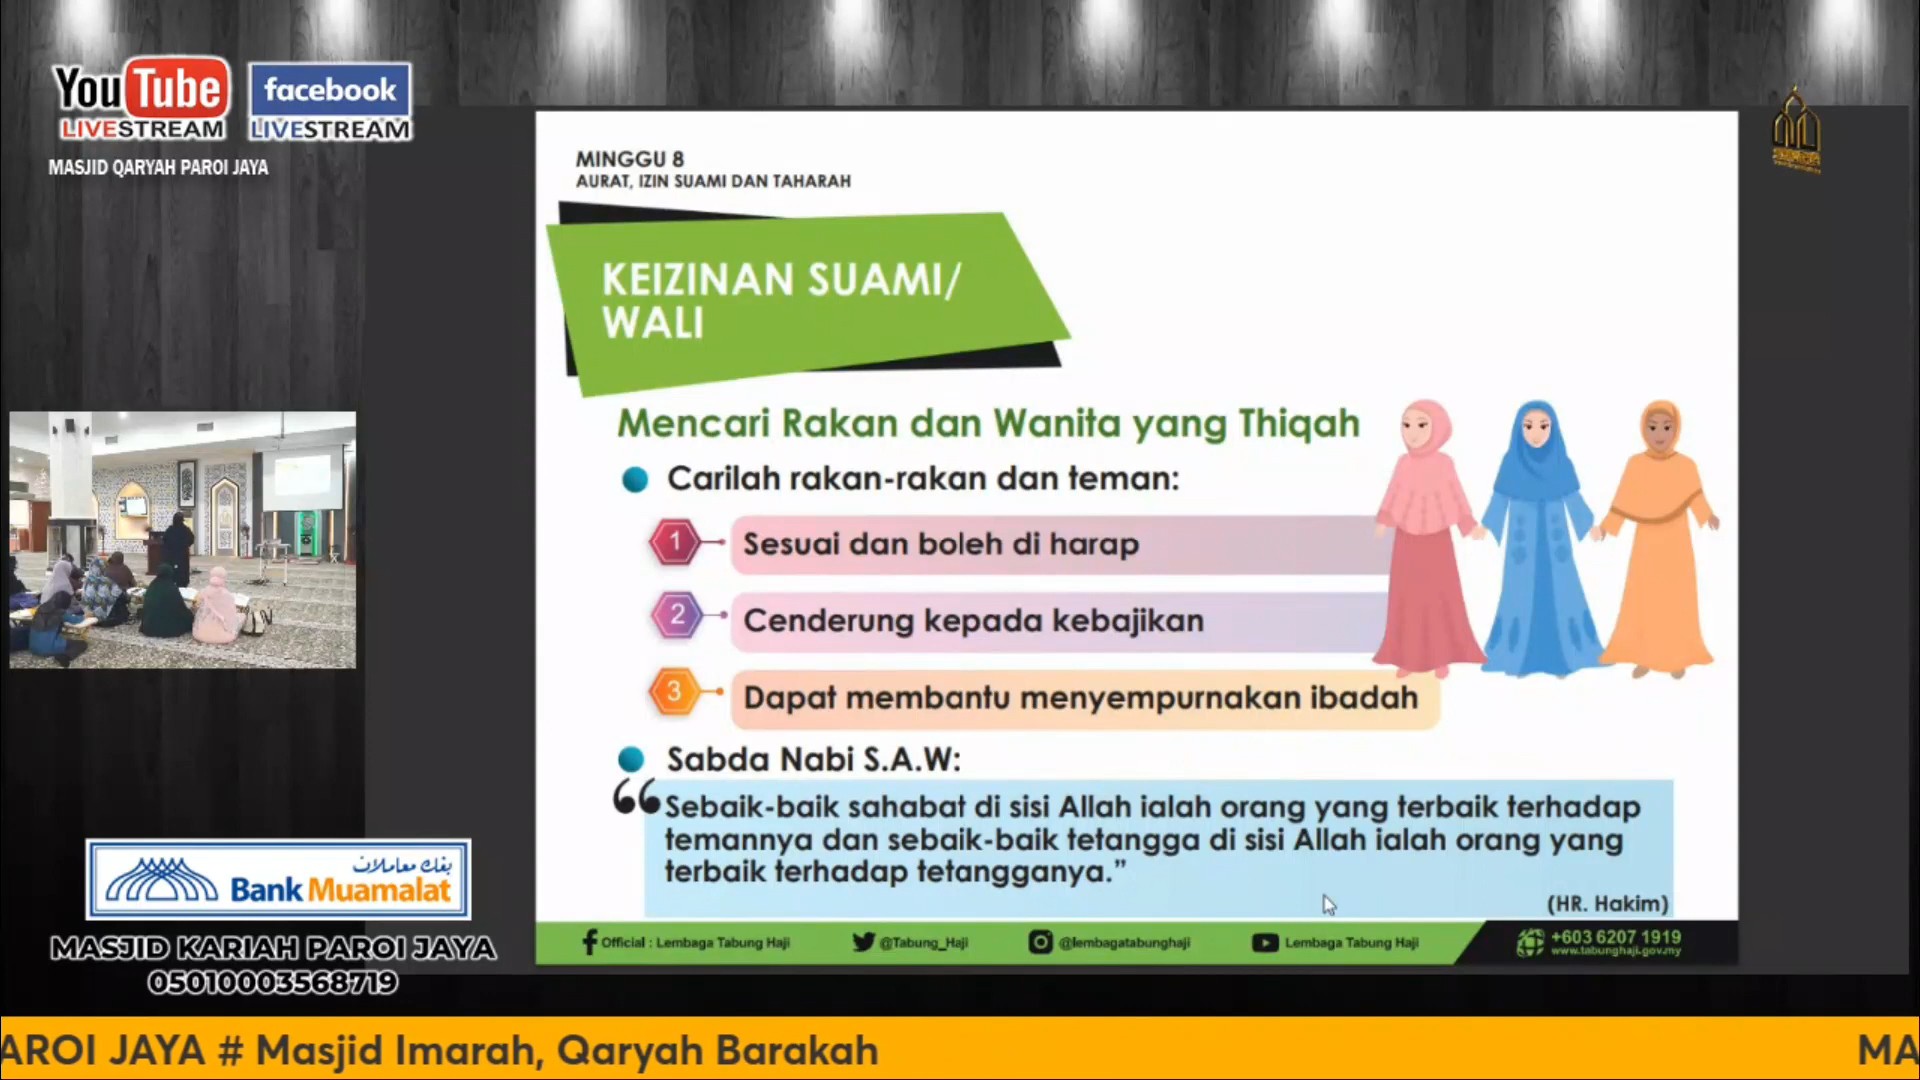 YouTube
LIVESTREAM
facebook
LIVESTREAM
MASJID QARYAH PAROI JAYA
MINGGU 8
AURAT, IZIN SUAMI DAN TAHARAH
KEIZINAN SUAMI/
WALI
Mencari Rakan dan Wanita yang Thiqah
Carilah rakan-rakan dan teman:
1 Sesuai dan boleh di harap
2 Cenderung kepada kebajikan
3 Dapat membantu menyempurnakan ibadah
Sabda Nabi S.A.W:
“Sebaik-baik sahabat di sisi Allah ialah orang yang terbaik terhadap
temannya dan sebaik-baik tetangga di sisi Allah ialah orang yang
terbaik terhadap tetangganya.”
(HR. Hakim)
Official : Lembaga Tabung Haji
@Tabung_Haji
@lembagatabunghaji
Lembaga Tabung Haji
+603 6207 1919
www.tabunghaji.gov.my
بنك معاملات
Bank Muamalat
MASJID KARIAH PAROI JAYA
05010003568719
AROI JAYA # Masjid Imarah, Qaryah Barakah
MA